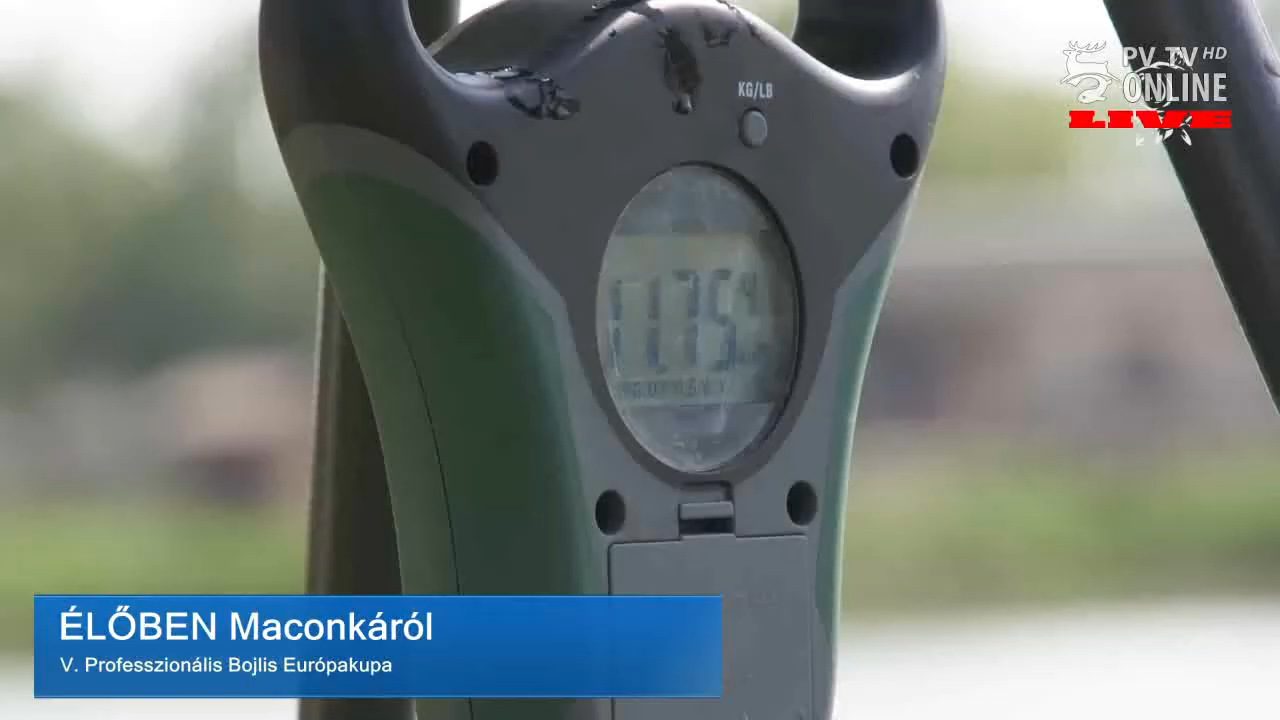 PV TV HD
ONLINE
LIVE
KG/LB
ÉLŐBEN Maconkáról
V. Professzionális Bojlis Európakupa